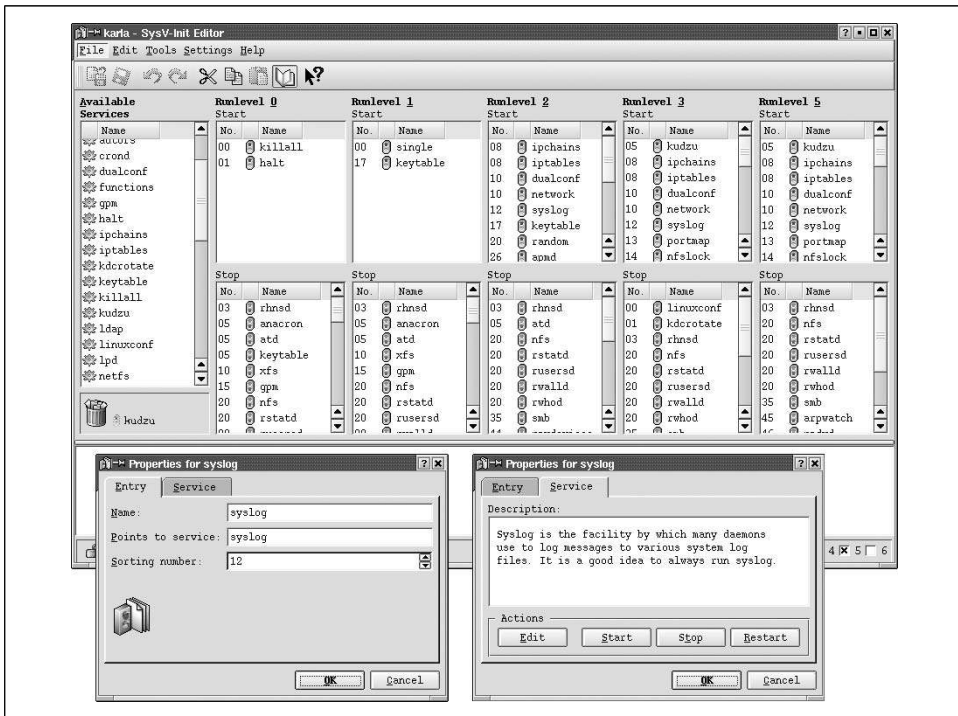 karla - SysV-Init Editor
File Edit Tools Settings Help
Available Services
Name
autofs
crond
dualconf
functions
gpm
halt
ipchains
iptables
kdcrotate
keytable
killall
kudzu
ldap
linuxconf
lpd
netfs
kudzu
Runlevel 0
Start
No. Name
00 killall
01 halt
Stop
No. Name
03 rhnsd
05 anacron
05 atd
05 keytable
10 xfs
15 gpm
20 nfs
20 rstatd
Runlevel 1
Start
No. Name
00 single
17 keytable
Stop
No. Name
03 rhnsd
05 anacron
05 atd
10 xfs
15 gpm
20 nfs
20 rstatd
20 rusersd
Runlevel 2
Start
No. Name
08 ipchains
08 iptables
10 dualconf
10 network
12 syslog
17 keytable
20 random
26 apmd
Stop
No. Name
03 rhnsd
05 atd
20 nfs
20 rstatd
20 rusersd
20 rwalld
20 rwhod
35 smb
Runlevel 3
Start
No. Name
05 kudzu
08 ipchains
08 iptables
10 dualconf
10 network
12 syslog
13 portmap
14 nfslock
Stop
No. Name
00 linuxconf
01 kdcrotate
03 rhnsd
20 nfs
20 rstatd
20 rusersd
20 rwalld
20 rwhod
Runlevel 5
Start
No. Name
05 kudzu
08 ipchains
08 iptables
10 dualconf
10 network
12 syslog
13 portmap
14 nfslock
Stop
No. Name
03 rhnsd
20 nfs
20 rstatd
20 rusersd
20 rwalld
20 rwhod
35 smb
45 arpwatch
4 5 6
Properties for syslog
Entry Service
Name: syslog
Points to service: syslog
Sorting number: 12
OK Cancel
Properties for syslog
Entry Service
Description:
Syslog is the facility by which many daemons
use to log messages to various system log
files. It is a good idea to always run syslog.
Actions
Edit Start Stop Restart
OK Cancel